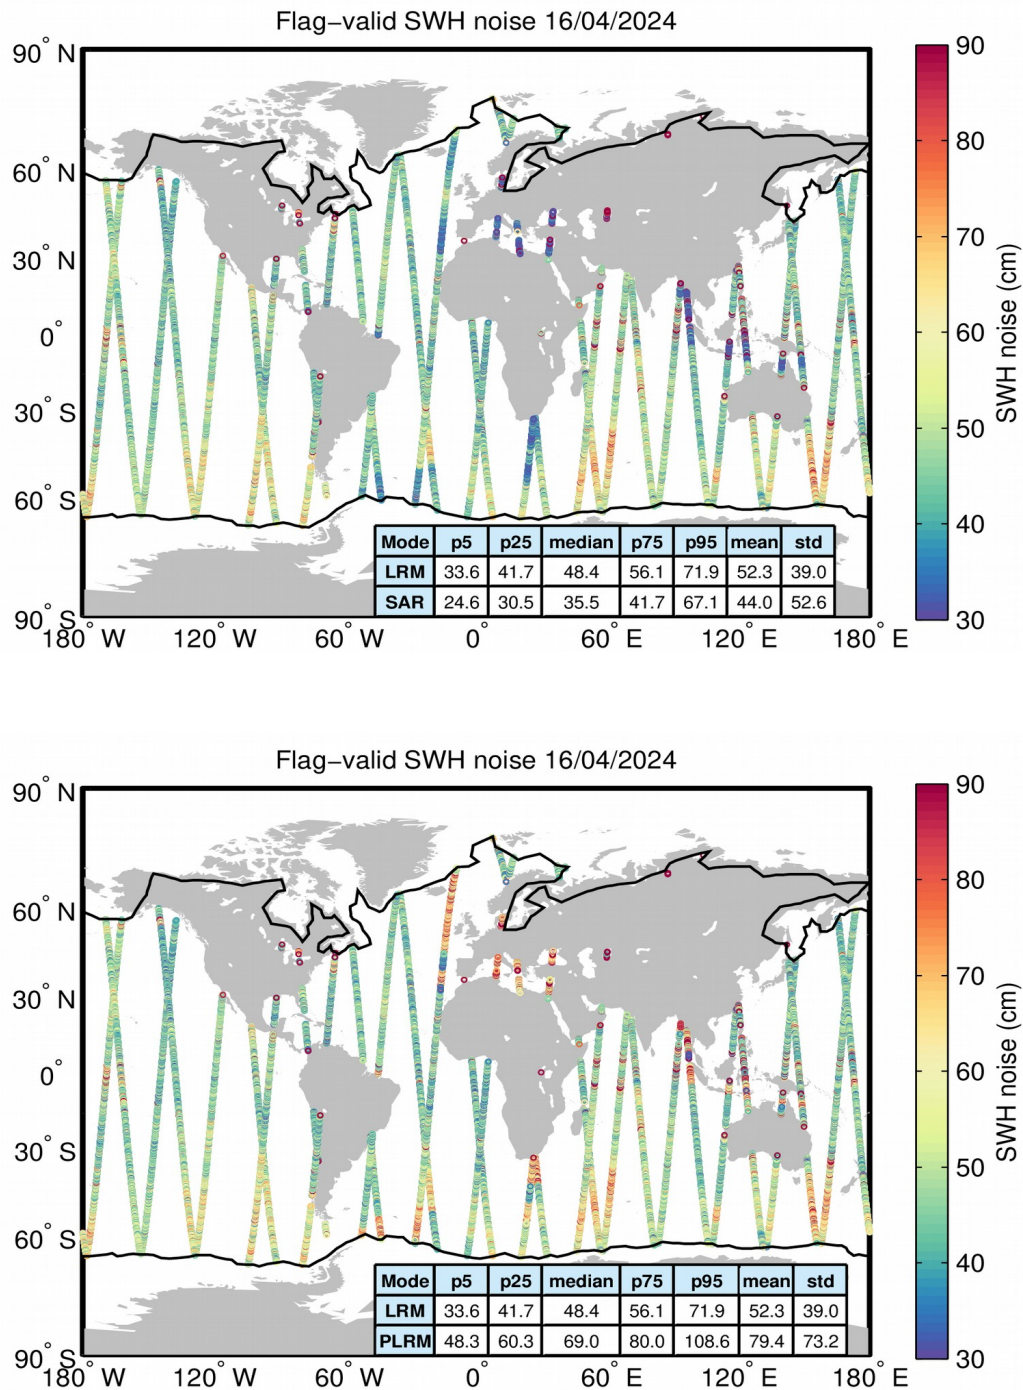 Flag−valid SWH noise 16/04/2024
90° N
60° N
30° N
0°
30° S
60° S
90° S
180° W 120° W 60° W 0° 60° E 120° E 180° E
90
80
70
60
50
40
30
SWH noise (cm)
Mode p5 p25 median p75 p95 mean std
LRM 33.6 41.7 48.4 56.1 71.9 52.3 39.0
SAR 24.6 30.5 35.5 41.7 67.1 44.0 52.6
Flag−valid SWH noise 16/04/2024
90° N
60° N
30° N
0°
30° S
60° S
90° S
180° W 120° W 60° W 0° 60° E 120° E 180° E
90
80
70
60
50
40
30
SWH noise (cm)
Mode p5 p25 median p75 p95 mean std
LRM 33.6 41.7 48.4 56.1 71.9 52.3 39.0
PLRM 48.3 60.3 69.0 80.0 108.6 79.4 73.2